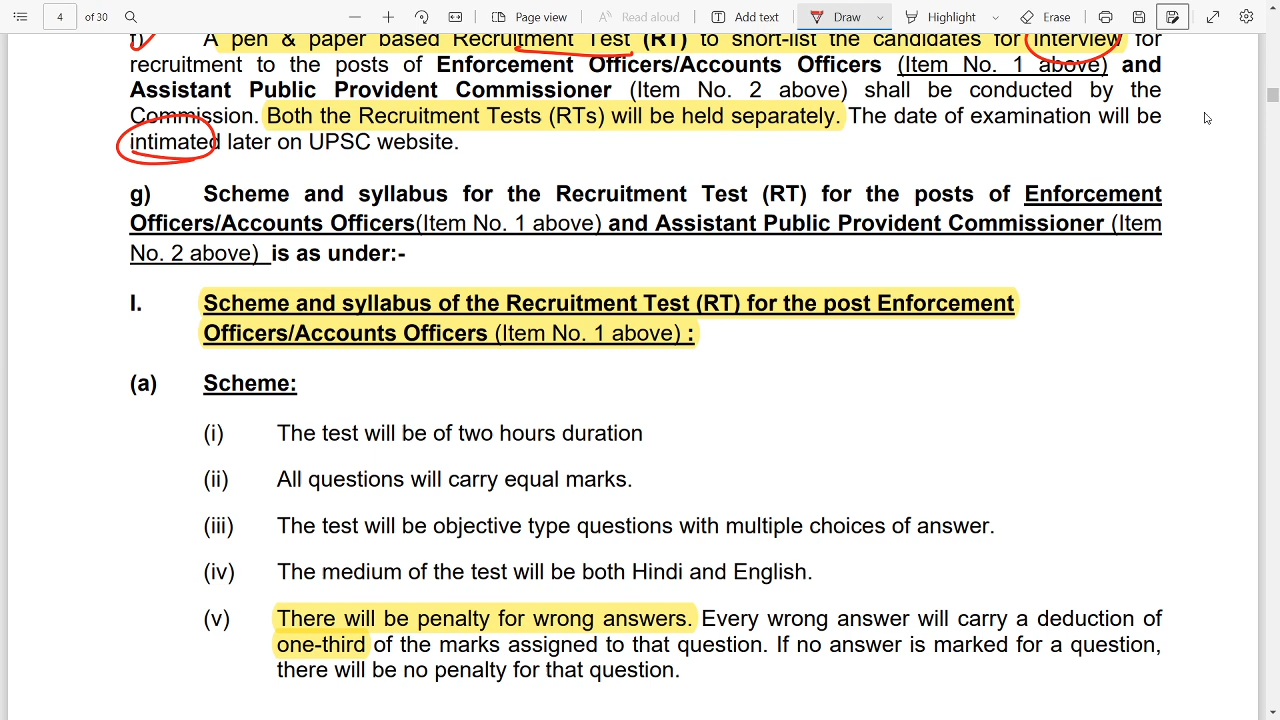 4 of 30 Page view Read aloud Add text Draw Highlight Erase
f) A pen & paper based Recruitment Test (RT) to short-list the candidates for Interview for
recruitment to the posts of Enforcement Officers/Accounts Officers (Item No. 1 above) and
Assistant Public Provident Commissioner (Item No. 2 above) shall be conducted by the
Commission. Both the Recruitment Tests (RTs) will be held separately. The date of examination will be
intimated later on UPSC website.
g) Scheme and syllabus for the Recruitment Test (RT) for the posts of Enforcement
Officers/Accounts Officers(Item No. 1 above) and Assistant Public Provident Commissioner (Item
No. 2 above) is as under:-
I. Scheme and syllabus of the Recruitment Test (RT) for the post Enforcement
Officers/Accounts Officers (Item No. 1 above) :
(a) Scheme:
(i) The test will be of two hours duration
(ii) All questions will carry equal marks.
(iii) The test will be objective type questions with multiple choices of answer.
(iv) The medium of the test will be both Hindi and English.
(v) There will be penalty for wrong answers. Every wrong answer will carry a deduction of
one-third of the marks assigned to that question. If no answer is marked for a question,
there will be no penalty for that question.